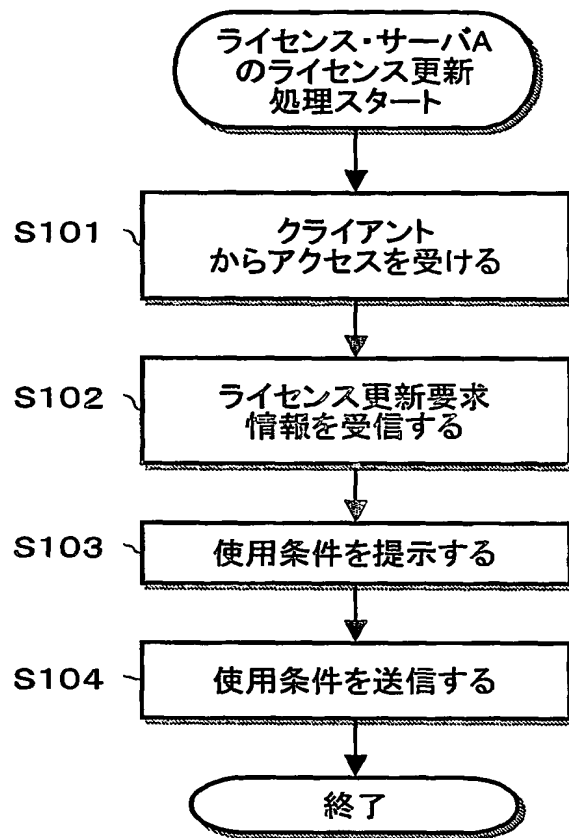 ライセンス・サーバA
のライセンス更新
処理スタート
S101
クライアント
からアクセスを受ける
S102
ライセンス更新要求
情報を受信する
S103
使用条件を提示する
S104
使用条件を送信する
終了